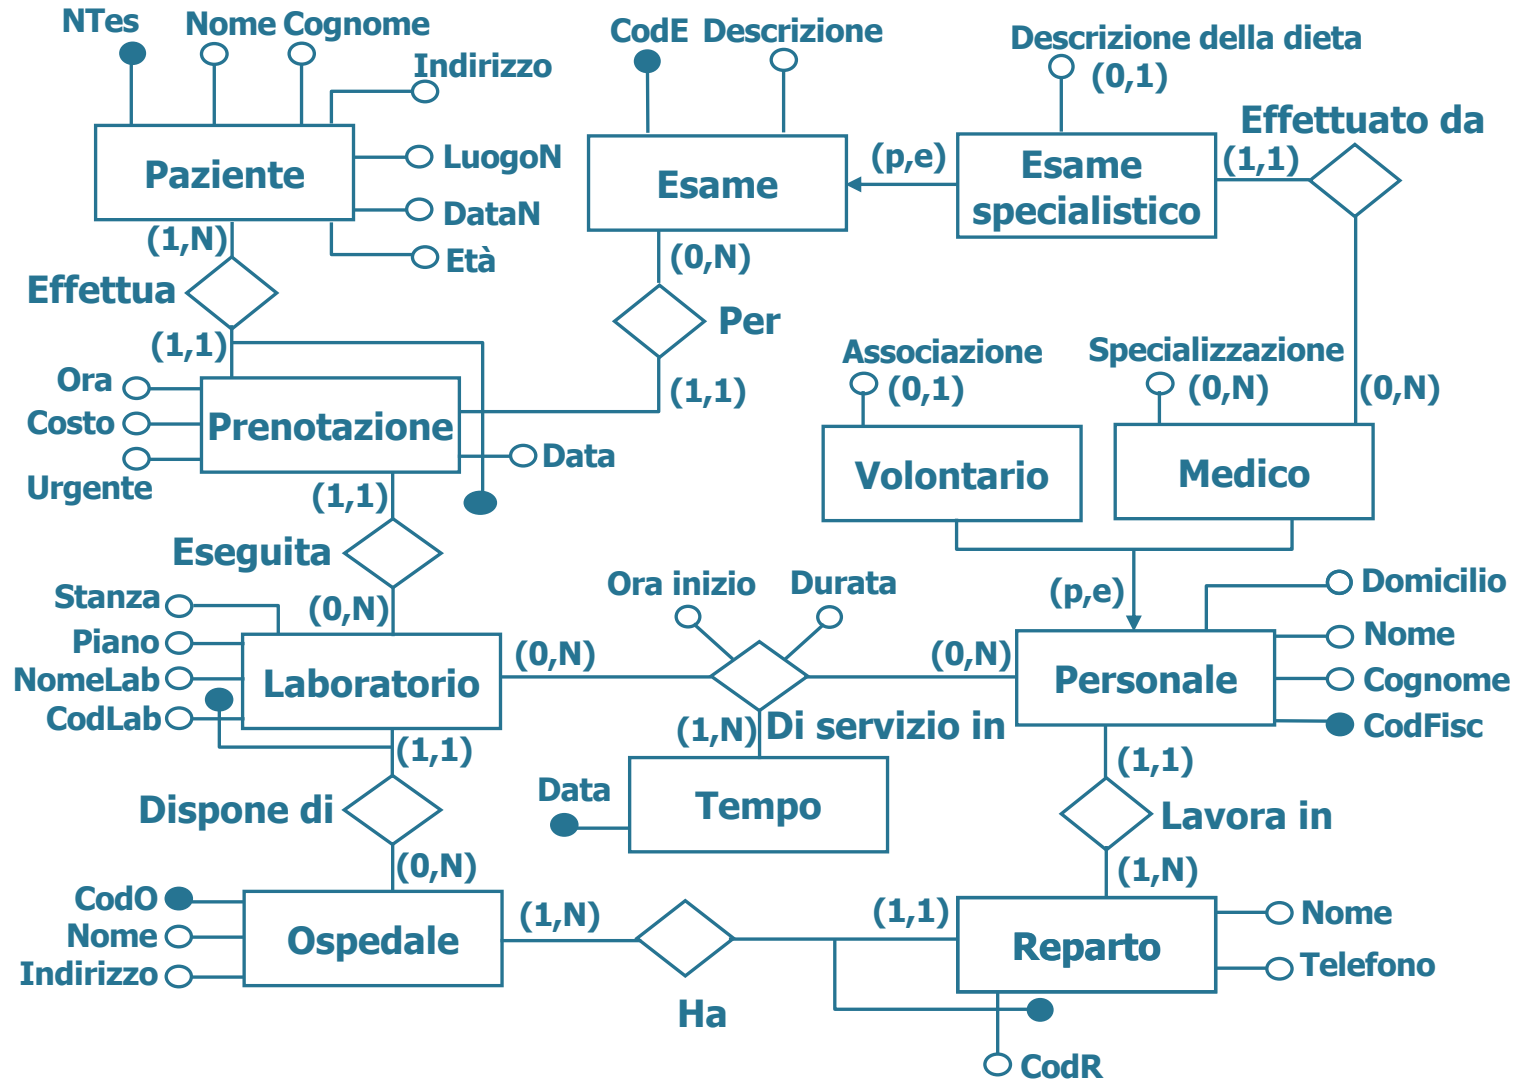 NTes
Nome Cognome
Indirizzo
LuogoN
DataN
Età
Paziente
(1,N)
Effettua
(1,1)
Ora
Costo
Urgente
Prenotazione
Data
(1,1)
CodE
Descrizione
Esame
(0,N)
Per
(1,1)
(p,e)
Descrizione della dieta
(0,1)
Esame
specialistico
(1,1)
Effettuato da
(0,N)
Associazione
(0,1)
Volontario
Specializzazione
(0,N)
Medico
(p,e)
Eseguita
(0,N)
Stanza
Piano
NomeLab
CodLab
Laboratorio
(1,1)
(0,N)
Ora inizio
Durata
(0,N)
Di servizio in
(1,N)
Data
Tempo
Personale
Domicilio
Nome
Cognome
CodFisc
(1,1)
Lavora in
(1,N)
Dispone di
(0,N)
CodO
Nome
Indirizzo
Ospedale
(1,N)
Ha
(1,1)
Reparto
Nome
Telefono
CodR